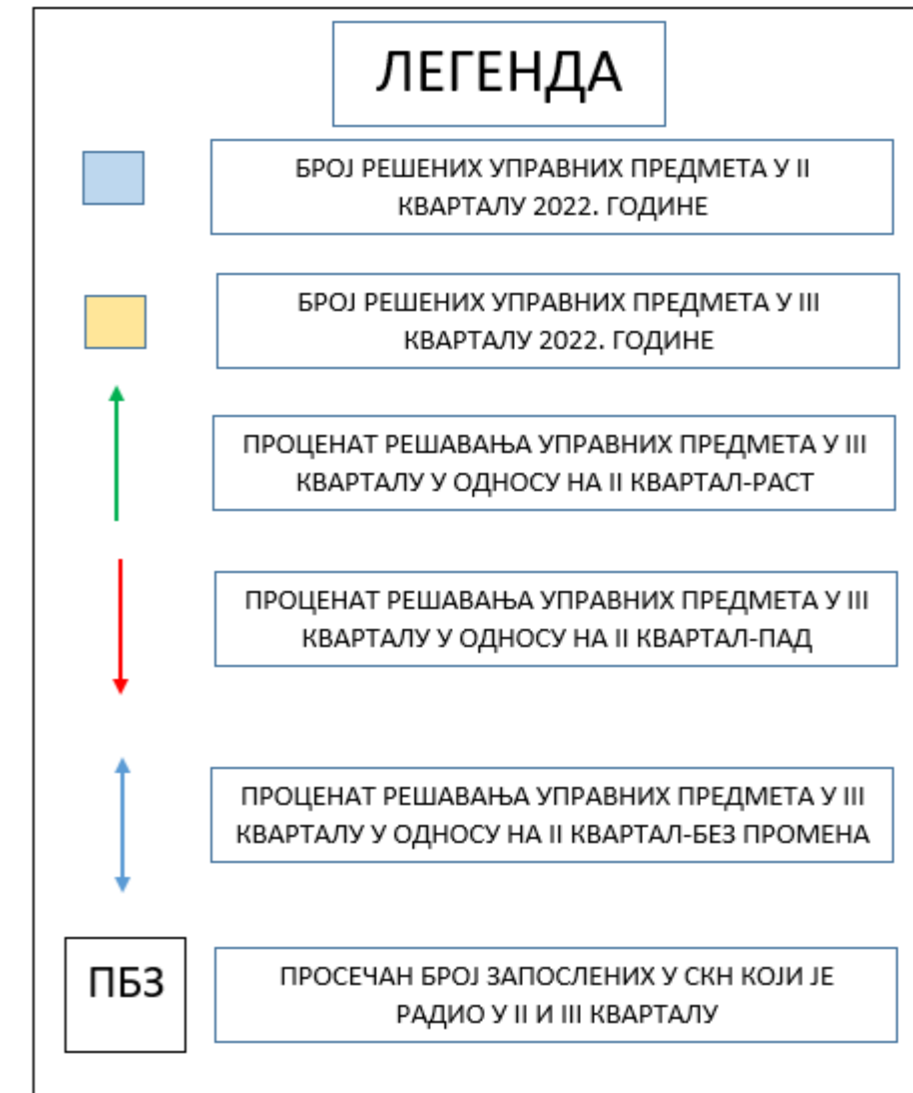 ЛЕГЕНДА
БРОЈ РЕШЕНИХ УПРАВНИХ ПРЕДМЕТА У II
КВАРТАЛУ 2022. ГОДИНЕ
БРОЈ РЕШЕНИХ УПРАВНИХ ПРЕДМЕТА У III
КВАРТАЛУ 2022. ГОДИНЕ
ПРОЦЕНАТ РЕШАВАЊА УПРАВНИХ ПРЕДМЕТА У III
КВАРТАЛУ У ОДНОСУ НА II КВАРТАЛ-РАСТ
ПРОЦЕНАТ РЕШАВАЊА УПРАВНИХ ПРЕДМЕТА У III
КВАРТАЛУ У ОДНОСУ НА II КВАРТАЛ-ПАД
ПРОЦЕНАТ РЕШАВАЊА УПРАВНИХ ПРЕДМЕТА У III
КВАРТАЛУ У ОДНОСУ НА II КВАРТАЛ-БЕЗ ПРОМЕНА
ПБЗ
ПРОСЕЧАН БРОЈ ЗАПОСЛЕНИХ У СКН КОЈИ ЈЕ
РАДИО У II И III КВАРТАЛУ